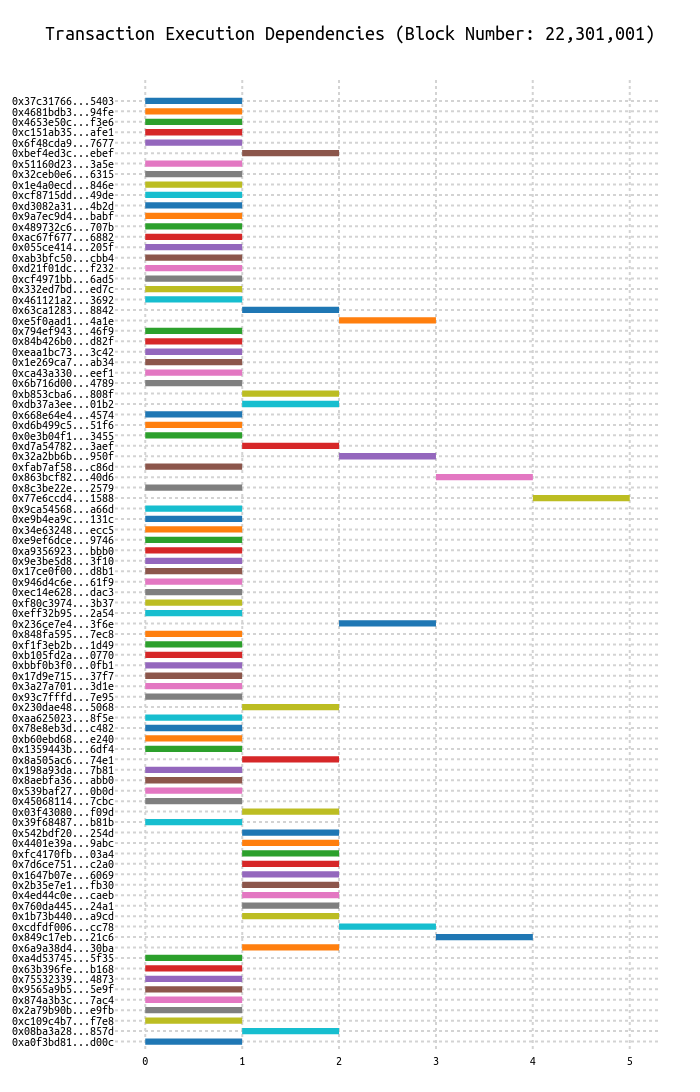 Transaction Execution Dependencies (Block Number: 22,301,001)
0x37c31766...5403
0x4681bdb3...94fe
0x4653e50c...f3e6
0xc151ab35...afe1
0x6f48cda9...7677
0xbef4ed3c...ebef
0x51160d23...3a5e
0x32ceb0e6...6315
0x1e4a0ecd...846e
0xcf8715dd...49de
0xd3082a31...4b2d
0x9a7ec9d4...babf
0x489732c6...707b
0xac67f677...6882
0x055ce414...205f
0xab3bfc50...cbb4
0xd21f01dc...f232
0xcf4971bb...6ad5
0x332ed7bd...ed7c
0x461121a2...3692
0x63ca1283...8842
0xe5f0aad1...4a1e
0x794ef943...46f9
0x84b426b0...d82f
0xeaa1bc73...3c42
0x1e269ca7...ab34
0xca43a330...eef1
0x6b716d00...4789
0xb853cba6...808f
0xdb37a3ee...01b2
0x668e64e4...4574
0xd6b499c5...51f6
0x0e3b04f1...3455
0xd7a54782...3aef
0x32a2bb6b...950f
0xfab7af58...c86d
0x863bcf82...40d6
0x8c3be22e...2579
0x77e6ccd4...1588
0x9ca54568...a66d
0xe9b4ea9c...131c
0x34e63248...ecc5
0xe9ef6dce...9746
0xa9356923...bbb0
0x9e3be5d8...3f10
0x17ce0f00...d8b1
0x946d4c6e...61f9
0xec14e628...dac3
0xf80c3974...3b37
0xeff32b95...2a54
0x236ce7e4...3f6e
0x848fa595...7ec8
0xf1f3eb2b...1d49
0xb105fd2a...0770
0xbbf0b3f0...0fb1
0x17d9e715...37f7
0x3a27a701...3d1e
0x93c7fffd...7e95
0x230dae48...5068
0xaa625023...8f5e
0x78e8eb3d...c482
0xb60ebd68...e240
0x1359443b...6df4
0x8a505ac6...74e1
0x198a93da...7b81
0x8aebfa36...abb0
0x539baf27...0b0d
0x45068114...7cbc
0x03f43080...f09d
0x39f68487...b81b
0x542bdf20...254d
0x4401e39a...9abc
0xfc4170fb...03a4
0x7d6ce751...c2a0
0x1647b07e...6069
0x2b35e7e1...fb30
0x4ed44c0e...caeb
0x760da445...24a1
0x1b73b440...a9cd
0xcdfdf006...cc78
0x849c17eb...21c6
0x6a9a38d4...30ba
0xa4d53745...5f35
0x63b396fe...b168
0x75532339...4873
0x9565a9b5...5e9f
0x874a3b3c...7ac4
0x2a79b90b...e9fb
0xc109c4b7...f7e8
0x08ba3a28...857d
0xa0f3bd81...d00c
0 1 2 3 4 5